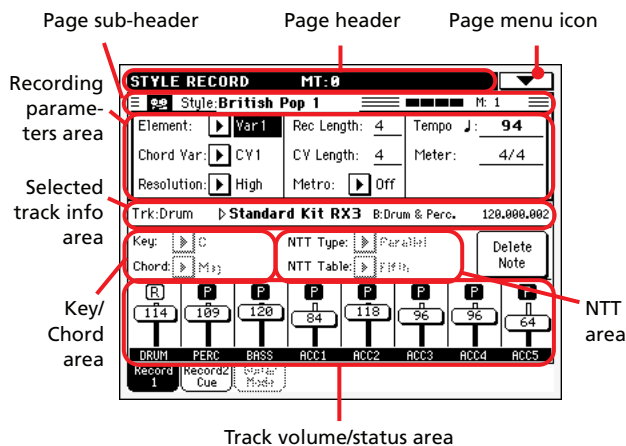 Page sub-header
Page header
Page menu icon
Recording parame-
ters area
Selected track info area
Key/
Chord area
NTT area
Track volume/status area
STYLE RECORD MT:0
Style:British Pop 1 M: 1
Element: Var1 Rec Length: 4 Tempo ♩: 94
Chord Var: CV1 CV Length: 4 Meter: 4/4
Resolution: High Metro: Off
Trk:Drum Standard Kit RX3 B:Drum & Perc. 120.000.002
Key: C NTT Type: Parallel Delete
Chord: Maj NTT Table: Fifth Note
R P P P P P P P
114 109 120 84 118 96 96 64
DRUM PERC BASS ACC1 ACC2 ACC3 ACC4 ACC5
Record 1 Record2 Cue Guitar Mode